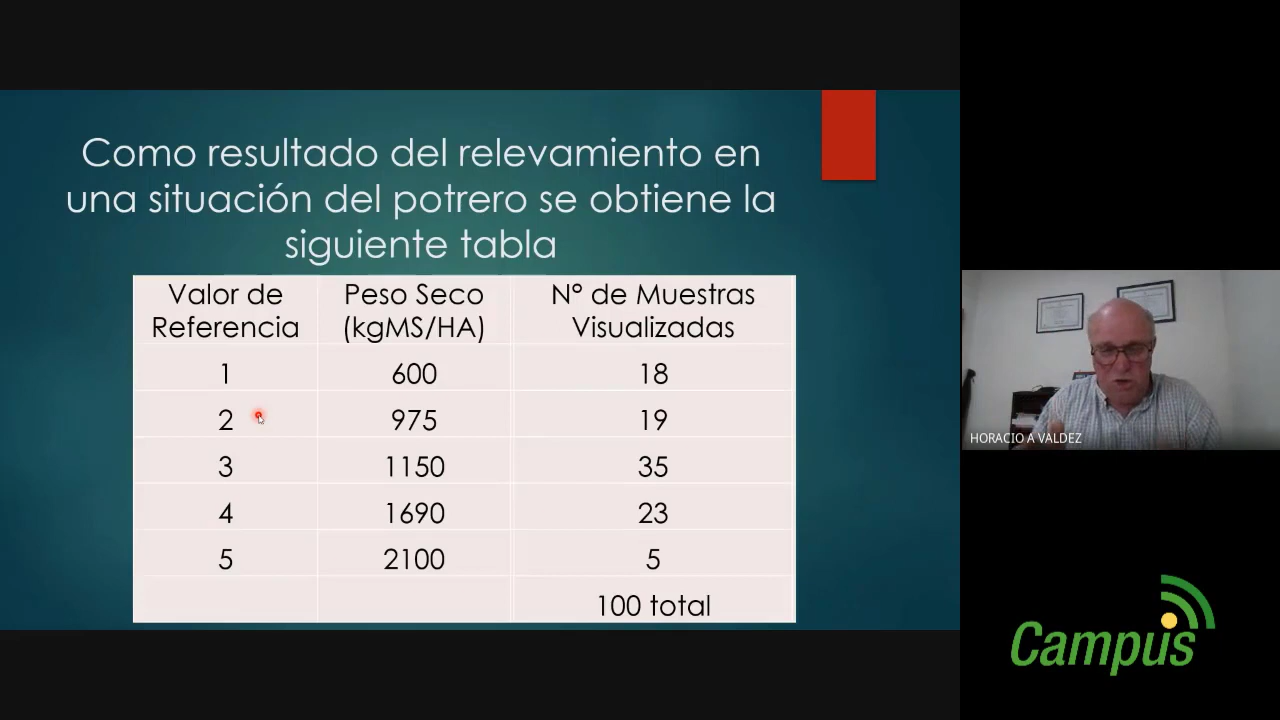 Como resultado del relevamiento en
una situación del potrero se obtiene la
siguiente tabla
Valor de Referencia Peso Seco (kgMS/HA) N° de Muestras Visualizadas
1 600 18
2 975 19
3 1150 35
4 1690 23
5 2100 5
100 total
HORACIO A VALDEZ
Campus